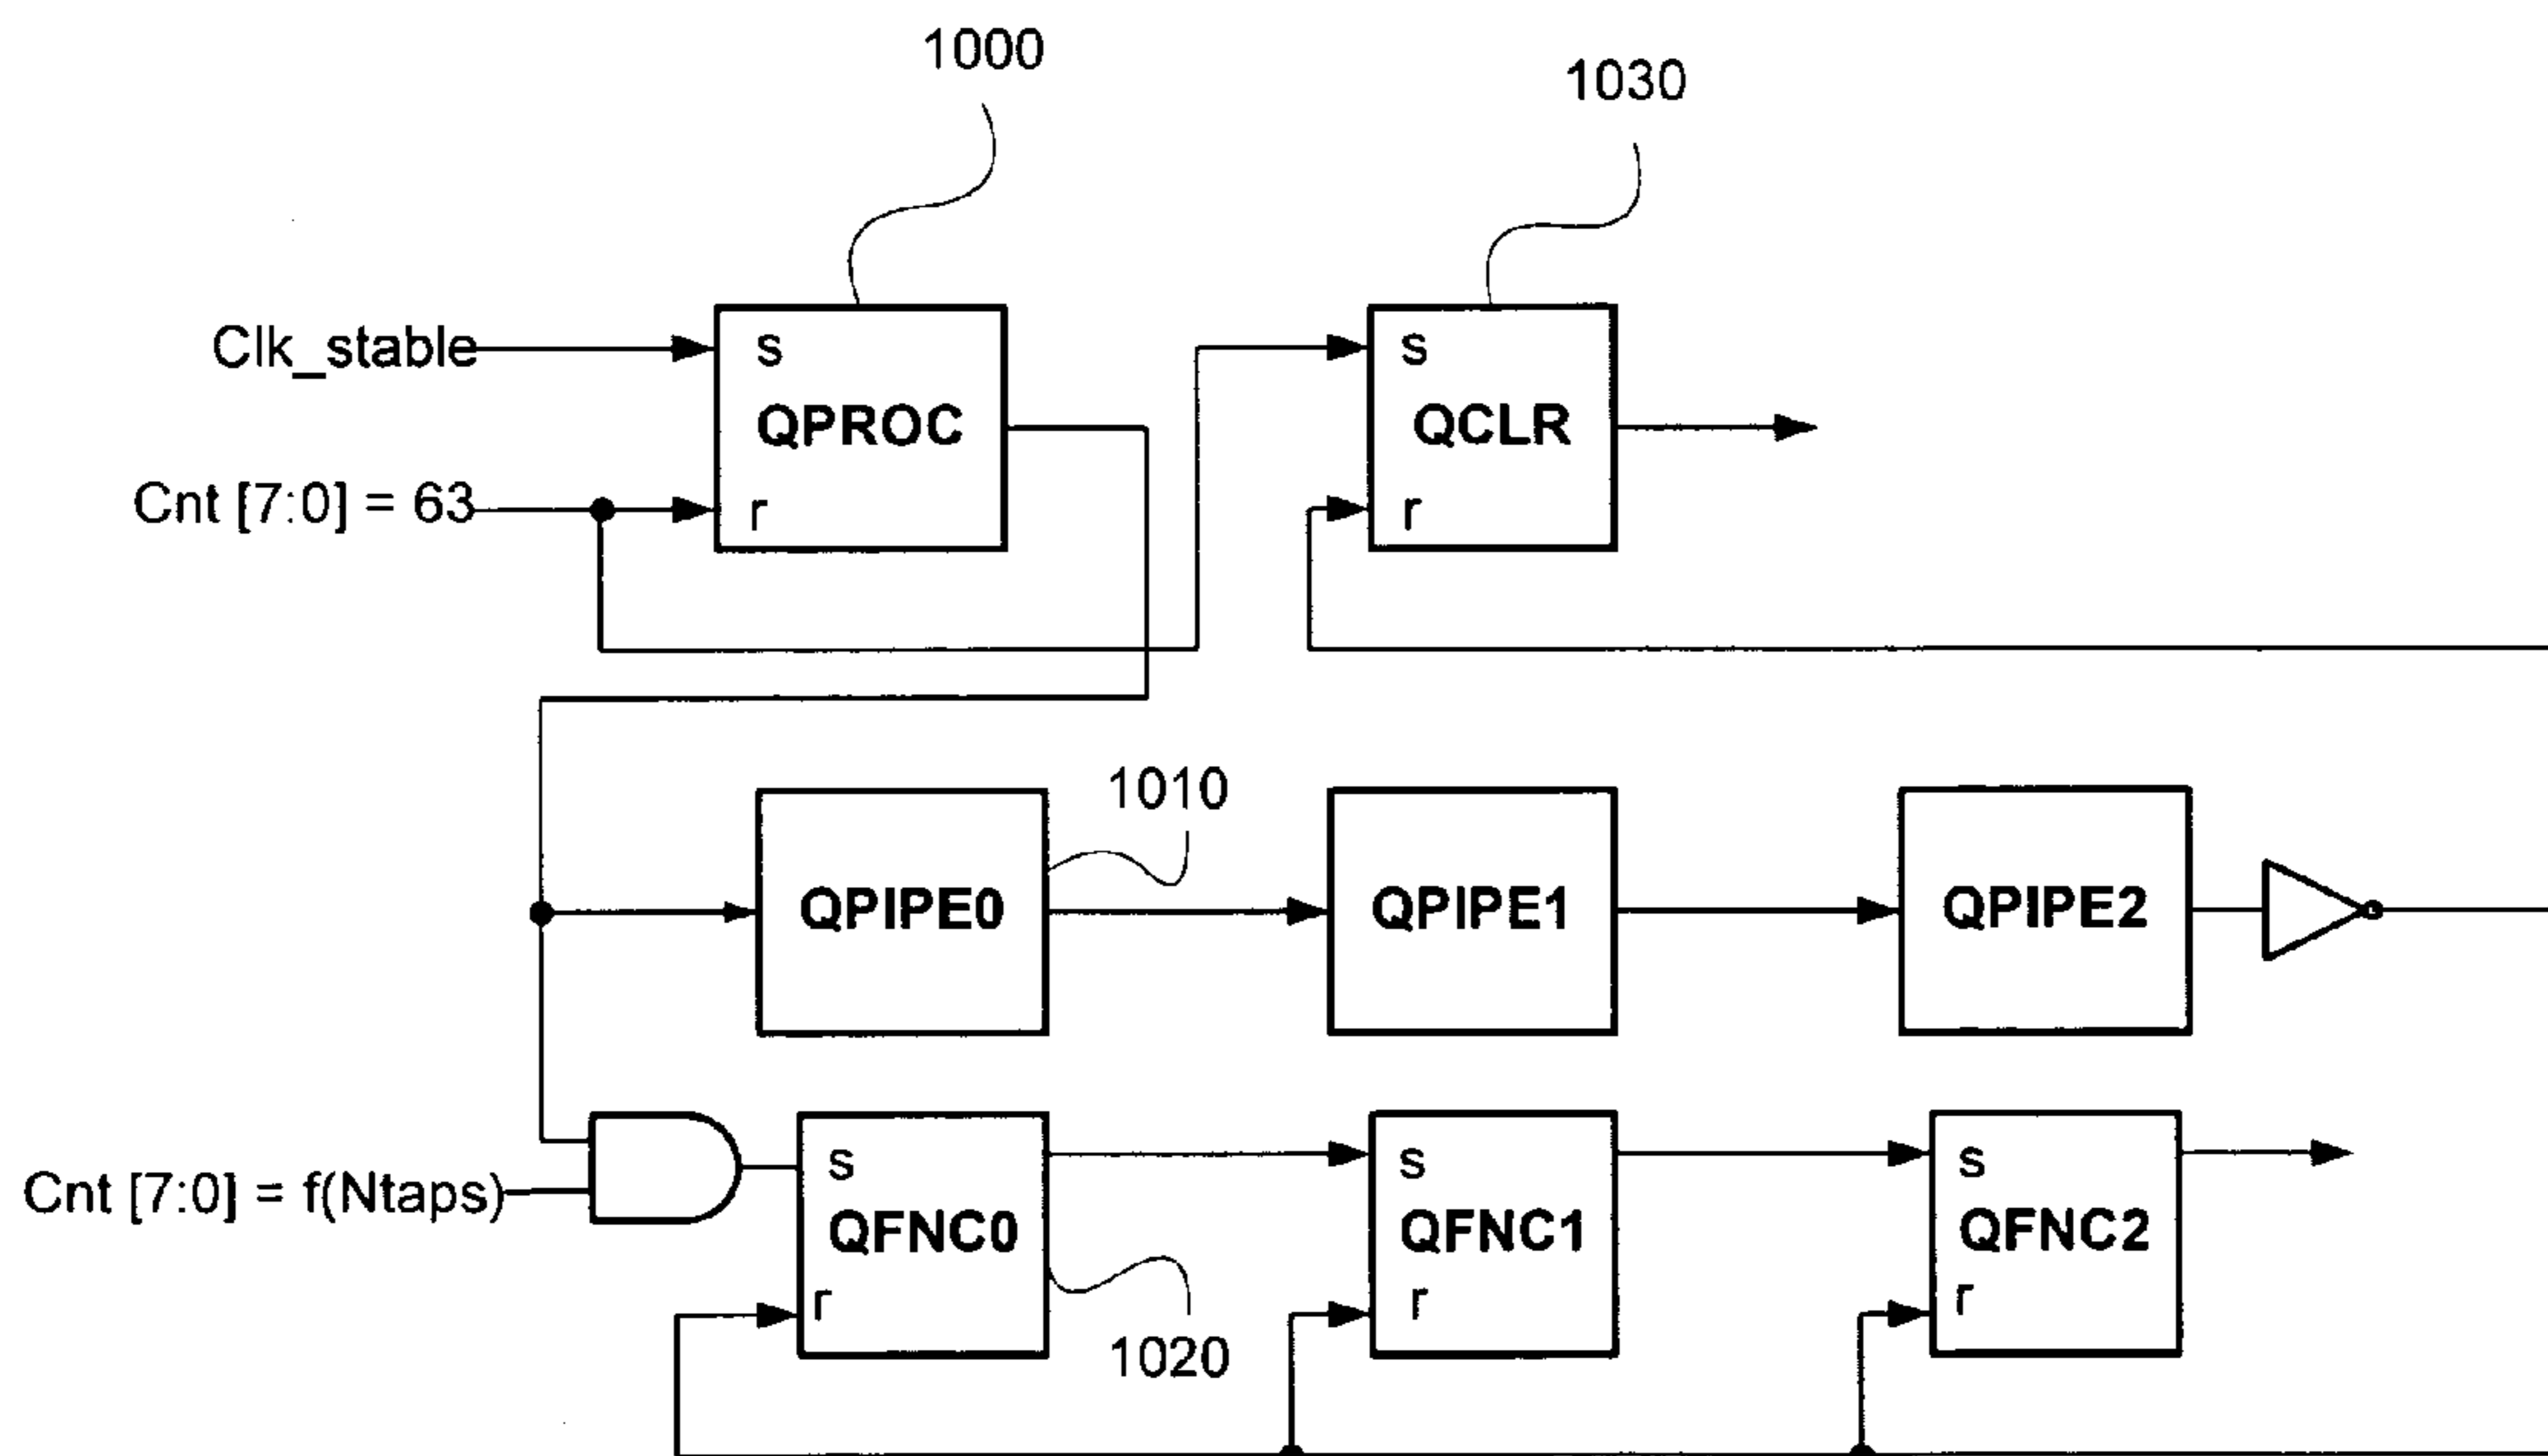 1000
1030
Clk_stable
s
QPROC
r
Cnt [7:0] = 63
s
QCLR
r
1010
QPIPE0
QPIPE1
QPIPE2
Cnt [7:0] = f(Ntaps)
s
QFNC0
r
1020
s
QFNC1
r
s
QFNC2
r